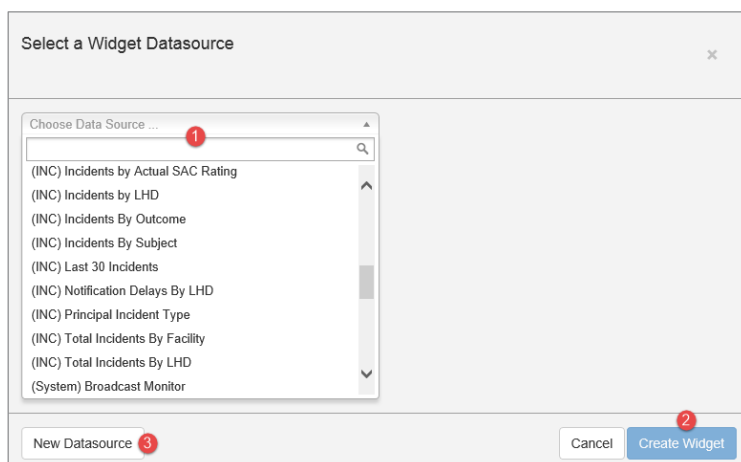 Select a Widget Datasource
×
Choose Data Source ...
1
(INC) Incidents by Actual SAC Rating
(INC) Incidents by LHD
(INC) Incidents By Outcome
(INC) Incidents By Subject
(INC) Last 30 Incidents
(INC) Notification Delays By LHD
(INC) Principal Incident Type
(INC) Total Incidents By Facility
(INC) Total Incidents By LHD
(System) Broadcast Monitor
2
New Datasource 3 Cancel Create Widget